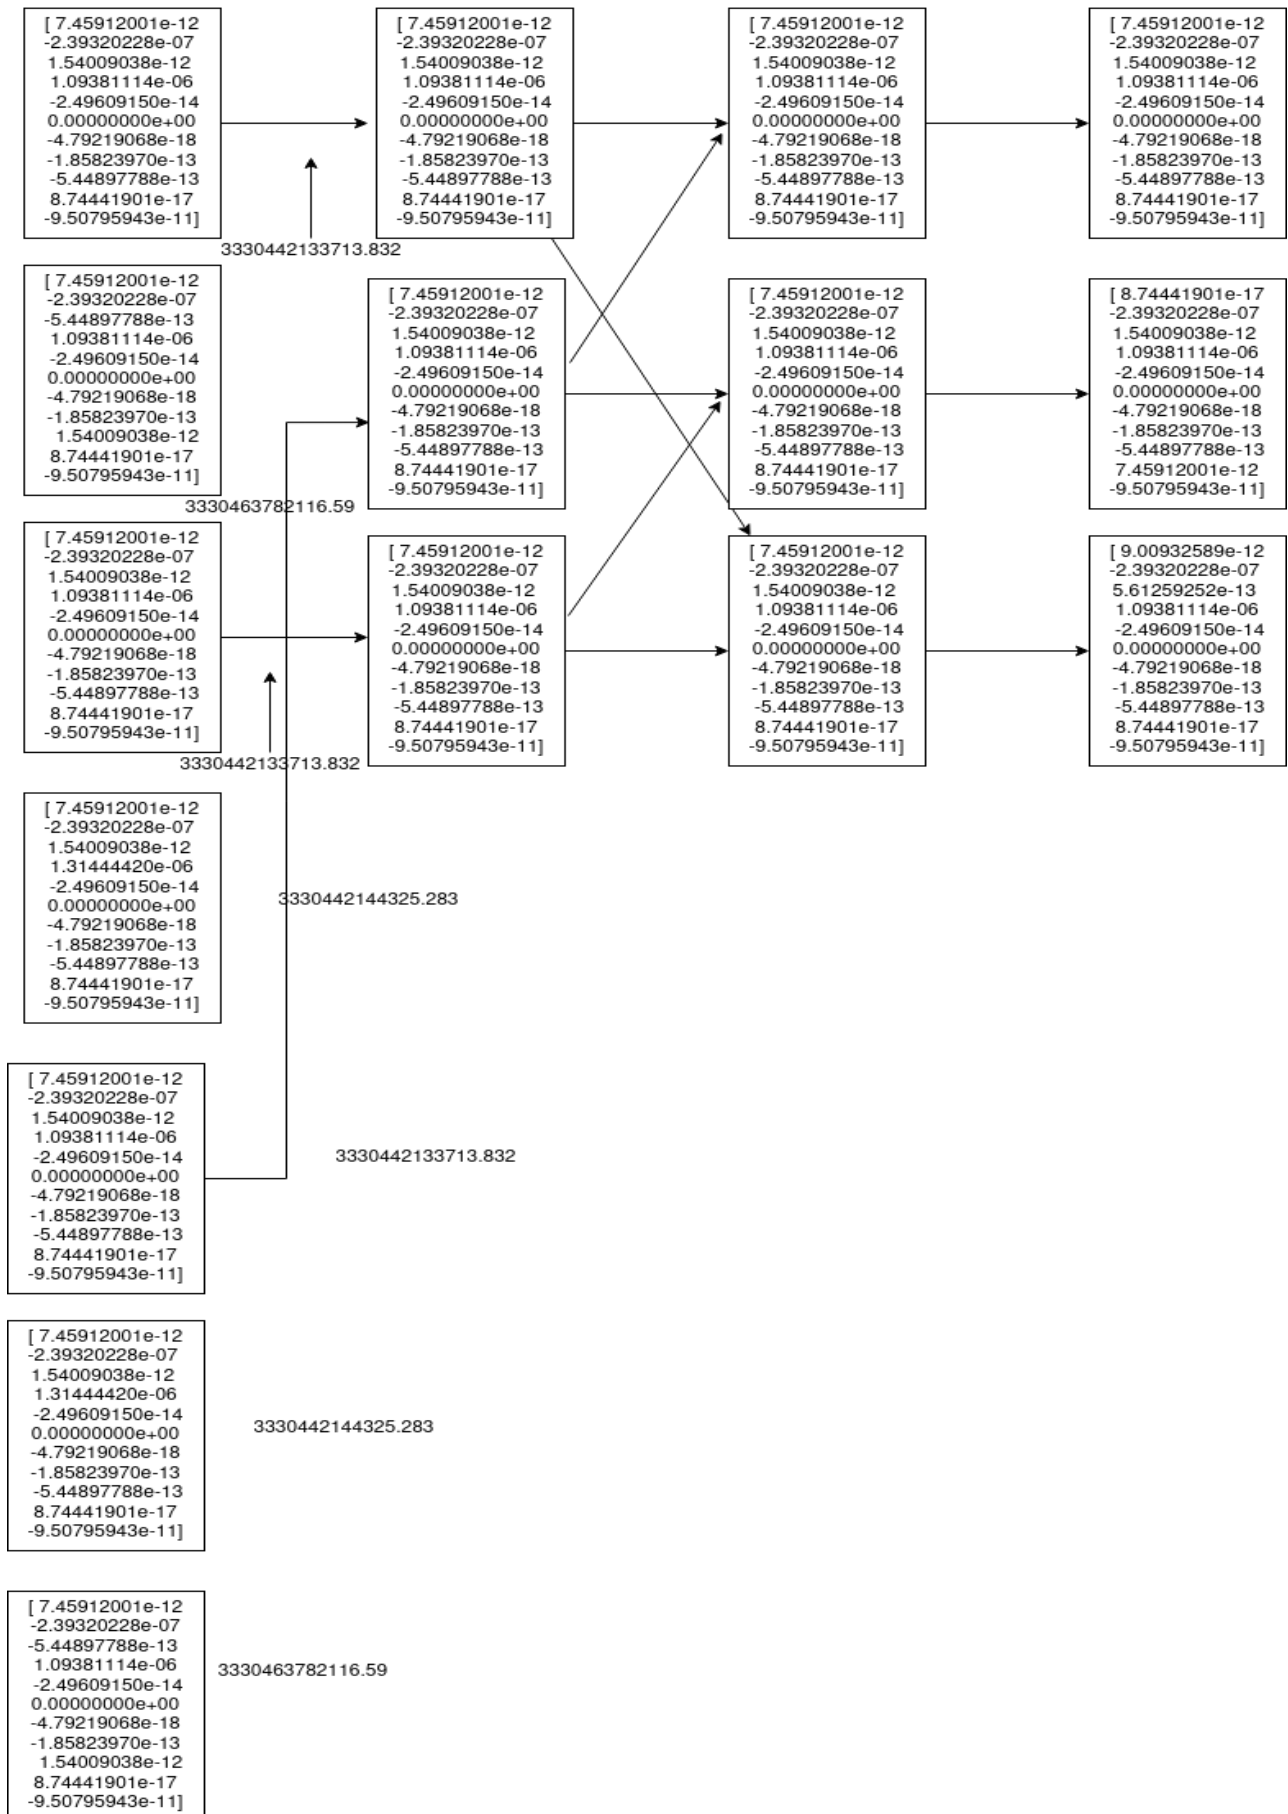 [ 7.45912001e-12
-2.39320228e-07
1.54009038e-12
1.09381114e-06
-2.49609150e-14
0.00000000e+00
-4.79219068e-18
-1.85823970e-13
-5.44897788e-13
8.74441901e-17
-9.50795943e-11]
[ 7.45912001e-12
-2.39320228e-07
1.54009038e-12
1.09381114e-06
-2.49609150e-14
0.00000000e+00
-4.79219068e-18
-1.85823970e-13
-5.44897788e-13
8.74441901e-17
-9.50795943e-11]
[ 7.45912001e-12
-2.39320228e-07
1.54009038e-12
1.09381114e-06
-2.49609150e-14
0.00000000e+00
-4.79219068e-18
-1.85823970e-13
-5.44897788e-13
8.74441901e-17
-9.50795943e-11]
[ 7.45912001e-12
-2.39320228e-07
1.54009038e-12
1.09381114e-06
-2.49609150e-14
0.00000000e+00
-4.79219068e-18
-1.85823970e-13
-5.44897788e-13
8.74441901e-17
-9.50795943e-11]
3330442133713.832
[ 7.45912001e-12
-2.39320228e-07
-5.44897788e-13
1.09381114e-06
-2.49609150e-14
0.00000000e+00
-4.79219068e-18
-1.85823970e-13
1.54009038e-12
8.74441901e-17
-9.50795943e-11]
[ 7.45912001e-12
-2.39320228e-07
1.54009038e-12
1.09381114e-06
-2.49609150e-14
0.00000000e+00
-4.79219068e-18
-1.85823970e-13
-5.44897788e-13
8.74441901e-17
-9.50795943e-11]
[ 7.45912001e-12
-2.39320228e-07
1.54009038e-12
1.09381114e-06
-2.49609150e-14
0.00000000e+00
-4.79219068e-18
-1.85823970e-13
-5.44897788e-13
8.74441901e-17
-9.50795943e-11]
[ 8.74441901e-17
-2.39320228e-07
1.54009038e-12
1.09381114e-06
-2.49609150e-14
0.00000000e+00
-4.79219068e-18
-1.85823970e-13
-5.44897788e-13
7.45912001e-12
-9.50795943e-11]
3330463782116.59
[ 7.45912001e-12
-2.39320228e-07
1.54009038e-12
1.09381114e-06
-2.49609150e-14
0.00000000e+00
-4.79219068e-18
-1.85823970e-13
-5.44897788e-13
8.74441901e-17
-9.50795943e-11]
[ 7.45912001e-12
-2.39320228e-07
1.54009038e-12
1.09381114e-06
-2.49609150e-14
0.00000000e+00
-4.79219068e-18
-1.85823970e-13
-5.44897788e-13
8.74441901e-17
-9.50795943e-11]
[ 7.45912001e-12
-2.39320228e-07
1.54009038e-12
1.09381114e-06
-2.49609150e-14
0.00000000e+00
-4.79219068e-18
-1.85823970e-13
-5.44897788e-13
8.74441901e-17
-9.50795943e-11]
[ 9.00932589e-12
-2.39320228e-07
5.61259252e-13
1.09381114e-06
-2.49609150e-14
0.00000000e+00
-4.79219068e-18
-1.85823970e-13
-5.44897788e-13
8.74441901e-17
-9.50795943e-11]
3330442133713.832
[ 7.45912001e-12
-2.39320228e-07
1.54009038e-12
1.31444420e-06
-2.49609150e-14
0.00000000e+00
-4.79219068e-18
-1.85823970e-13
-5.44897788e-13
8.74441901e-17
-9.50795943e-11]
3330442144325.283
[ 7.45912001e-12
-2.39320228e-07
1.54009038e-12
1.09381114e-06
-2.49609150e-14
0.00000000e+00
-4.79219068e-18
-1.85823970e-13
-5.44897788e-13
8.74441901e-17
-9.50795943e-11]
3330442133713.832
[ 7.45912001e-12
-2.39320228e-07
1.54009038e-12
1.31444420e-06
-2.49609150e-14
0.00000000e+00
-4.79219068e-18
-1.85823970e-13
-5.44897788e-13
8.74441901e-17
-9.50795943e-11]
3330442144325.283
[ 7.45912001e-12
-2.39320228e-07
-5.44897788e-13
1.09381114e-06
-2.49609150e-14
0.00000000e+00
-4.79219068e-18
-1.85823970e-13
1.54009038e-12
8.74441901e-17
-9.50795943e-11]
3330463782116.59